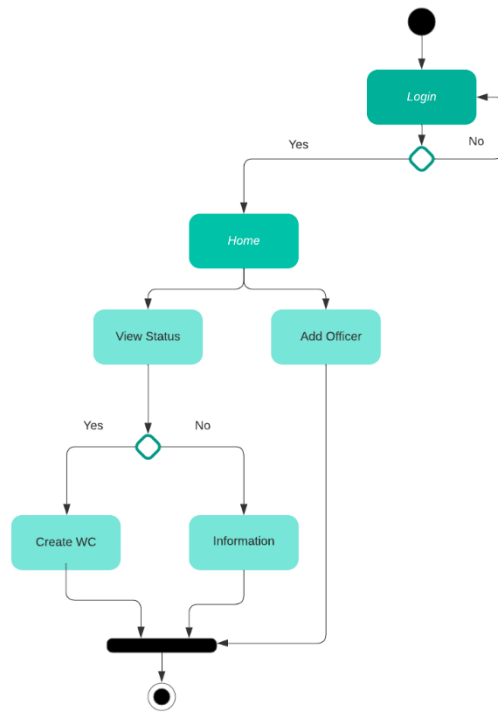 Login
Yes
No
Home
View Status
Add Officer
Yes
No
Create WC
Information